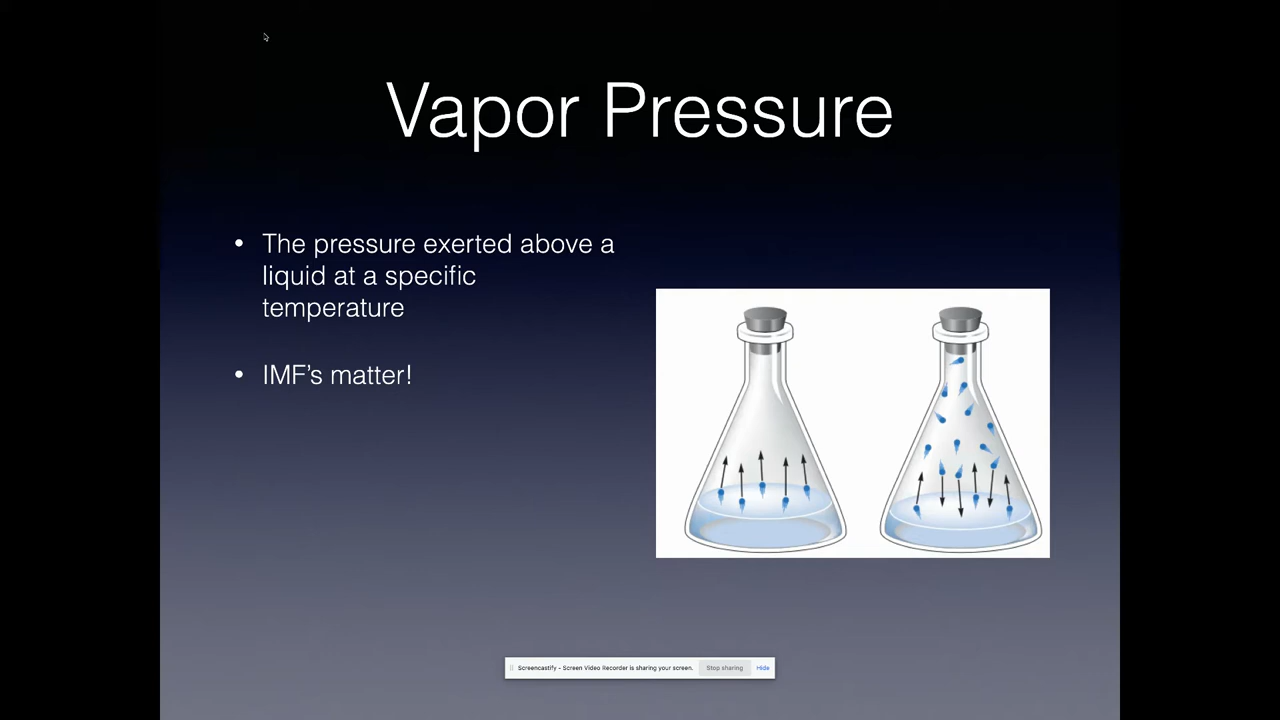 Vapor Pressure
• The pressure exerted above a
liquid at a specific
temperature
• IMF's matter!
Screencastify - Screen Video Recorder is sharing your screen. Stop sharing Hide